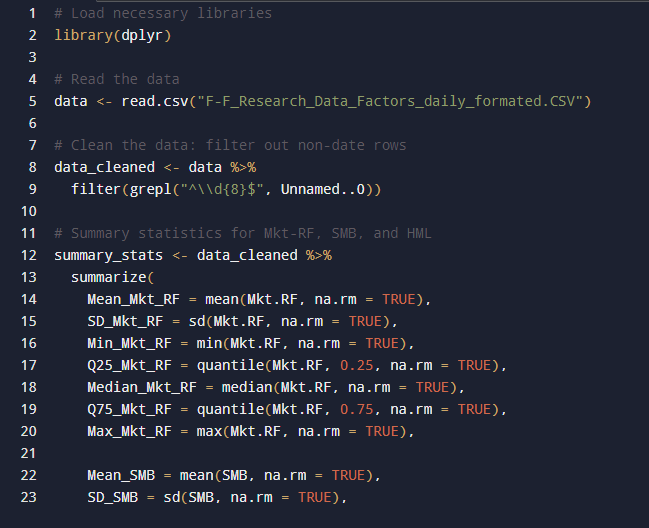 1 # Load necessary libraries
2 library(dplyr)
3
4 # Read the data
5 data <- read.csv("F-F_Research_Data_Factors_daily_formated.CSV")
6
7 # Clean the data: filter out non-date rows
8 data_cleaned <- data %>%
9   filter(grepl("^\\d{8}$", Unnamed..0))
10
11 # Summary statistics for Mkt-RF, SMB, and HML
12 summary_stats <- data_cleaned %>%
13   summarize(
14     Mean_Mkt_RF = mean(Mkt.RF, na.rm = TRUE),
15     SD_Mkt_RF = sd(Mkt.RF, na.rm = TRUE),
16     Min_Mkt_RF = min(Mkt.RF, na.rm = TRUE),
17     Q25_Mkt_RF = quantile(Mkt.RF, 0.25, na.rm = TRUE),
18     Median_Mkt_RF = median(Mkt.RF, na.rm = TRUE),
19     Q75_Mkt_RF = quantile(Mkt.RF, 0.75, na.rm = TRUE),
20     Max_Mkt_RF = max(Mkt.RF, na.rm = TRUE),
21
22     Mean_SMB = mean(SMB, na.rm = TRUE),
23     SD_SMB = sd(SMB, na.rm = TRUE),